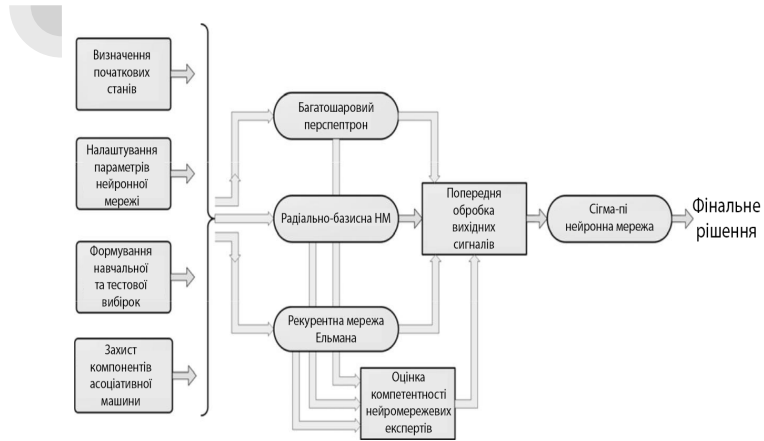 Визначення
початкових
станів
Налаштування
параметрів
нейронної
мережі
Формування
навчальної
та тестової
вибірок
Захист
компонентів
асоціативної
машини
Багатошаровий
перспептрон
Радіально-базисна НМ
Рекурентна мережа
Ельмана
Оцінка
компетентності
нейромережевих
експертів
Попередня
обробка
вихідних
сигналів
Сігма-пі
нейронна мережа
Фінальне
рішення